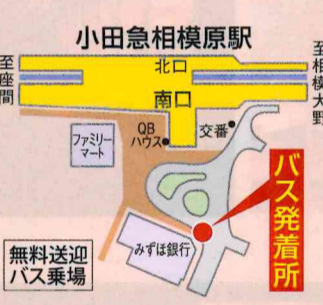 小田急相模原駅
至座間
北口
至相模大野
南口
QB
ハウス
交番
ファミリー
マート
バス発着所
みずほ銀行
無料送迎
バス乗場